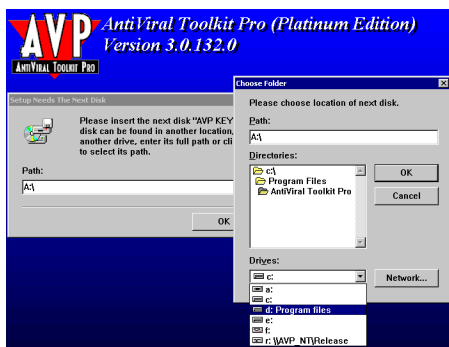 AVP
AntiViral Toolkit Pro
AntiViral Toolkit Pro (Platinum Edition)
Version 3.0.132.0
Setup Needs The Next Disk
Please insert the next disk "AVP KEY
disk can be found in another location,
another drive, enter its full path or cli
to select its path.
Path:
A:\
OK
Choose Folder
Please choose location of next disk.
Path:
A:\
Directories:
c:\
Program Files
AntiViral Toolkit Pro
OK
Cancel
Drives:
c:
Network...
a:
c:
d: Program files
e:
f:
r: \\AVP_NT\Release